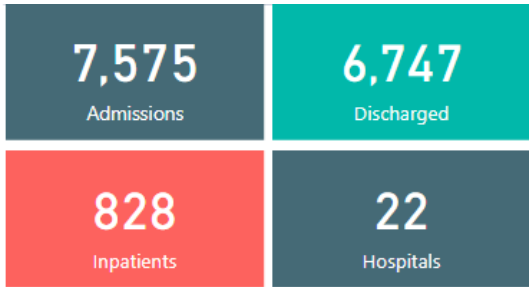 7,575
Admissions
6,747
Discharged
828
Inpatients
22
Hospitals